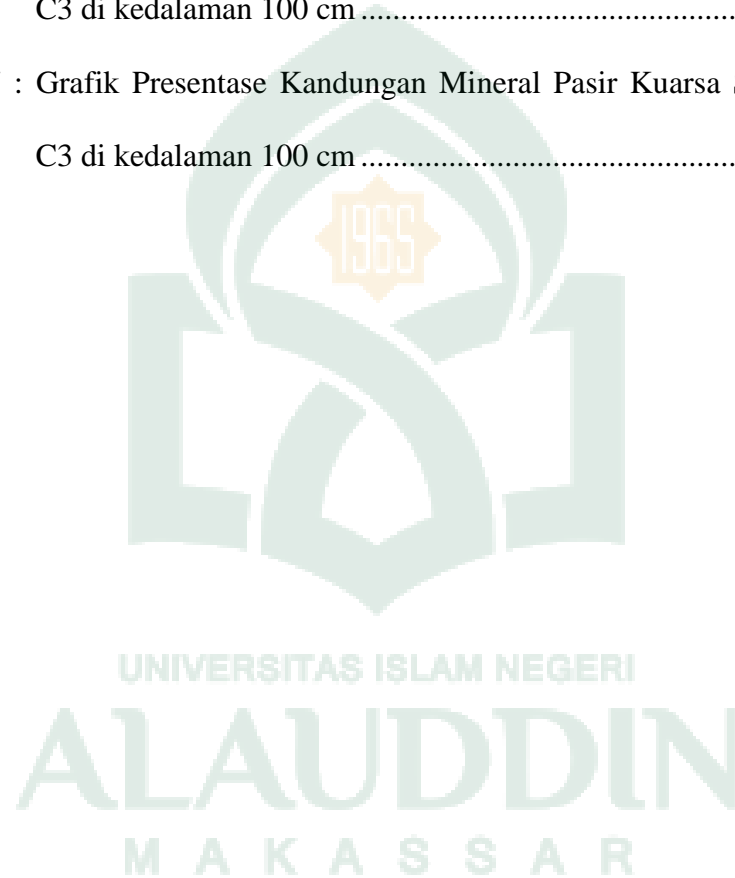 C3 di kedalaman 100 cm ................................................
: Grafik Presentase Kandungan Mineral Pasir Kuarsa
C3 di kedalaman 100 cm ................................................
1965
UNIVERSITAS ISLAM NEGERI
ALAUDDIN
MAKASSAR